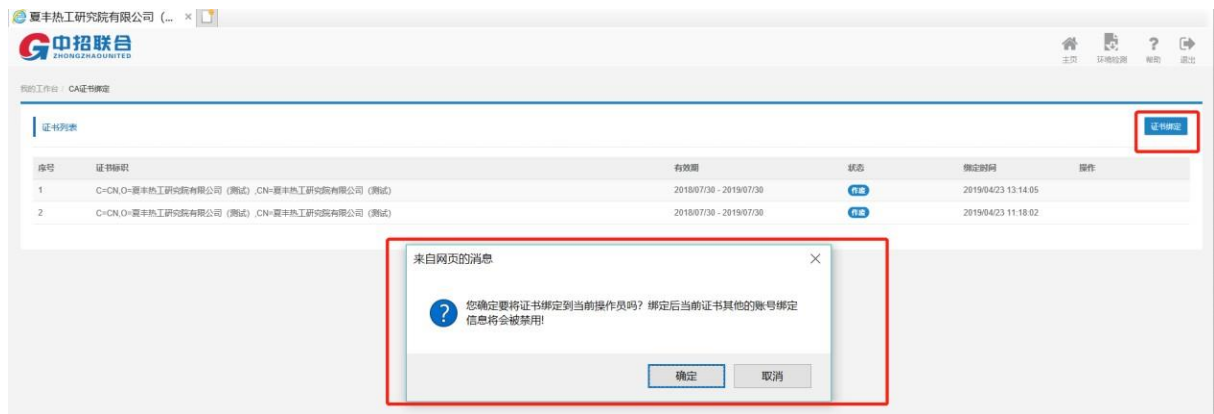 夏丰热工研究院有限公司 (... ×
中招联合
ZHONGZHAOUNITED
主页 环境检测 帮助 退出
我的工作台 / CA证书绑定
证书列表 证书绑定
序号 证书标识 有效期 状态 绑定时间 操作
1 C=CN,O=夏丰热工研究院有限公司 (测试) ,CN=夏丰热工研究院有限公司 (测试) 2018/07/30 - 2019/07/30 作废 2019/04/23 13:14:05
2 C=CN,O=夏丰热工研究院有限公司 (测试) ,CN=夏丰热工研究院有限公司 (测试) 2018/07/30 - 2019/07/30 作废 2019/04/23 11:18:02
来自网页的消息
您确定要将证书绑定到当前操作员吗? 绑定后当前证书其他的账号绑定
信息将会被禁用!
确定 取消